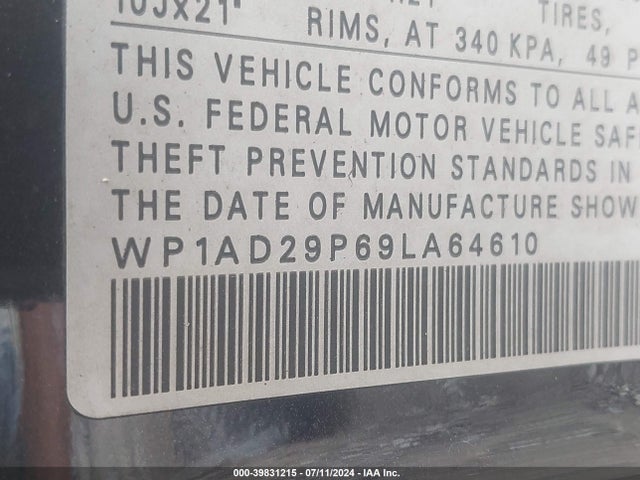 10Jx21"
TIRES,
RIMS, AT 340 KPA, 49 P
THIS VEHICLE CONFORMS TO ALL A
U.S. FEDERAL MOTOR VEHICLE SAF
THEFT PREVENTION STANDARDS IN
THE DATE OF MANUFACTURE SHOW
WP1AD29P69LA64610
000-39831215 - 07/11/2024 - IAA Inc.